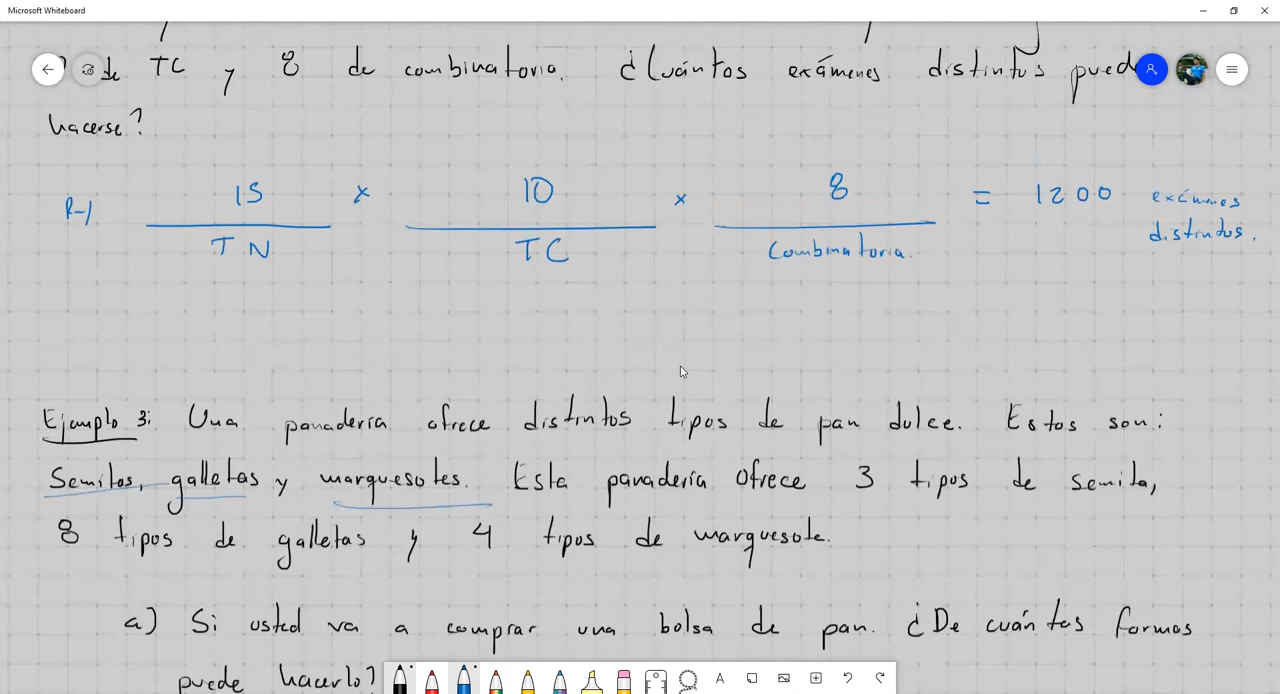 Microsoft Whiteboard
de TC y 8 de combinatoria. ¿Cuántos exámenes distintos pued
hacerse?
R-/ 15 x 10 x 8 = 1200 exámenes
TN TC Combinatoria. distintos.
Ejemplo 3: Una panadería ofrece distintos tipos de pan dulce. Estos son:
Semitas, galletas y marquesotes. Esta panadería ofrece 3 tipos de semita,
8 tipos de galletas y 4 tipos de marquesote.
a) Si usted va a comprar una bolsa de pan. ¿De cuántas formas
puede hacerlo?